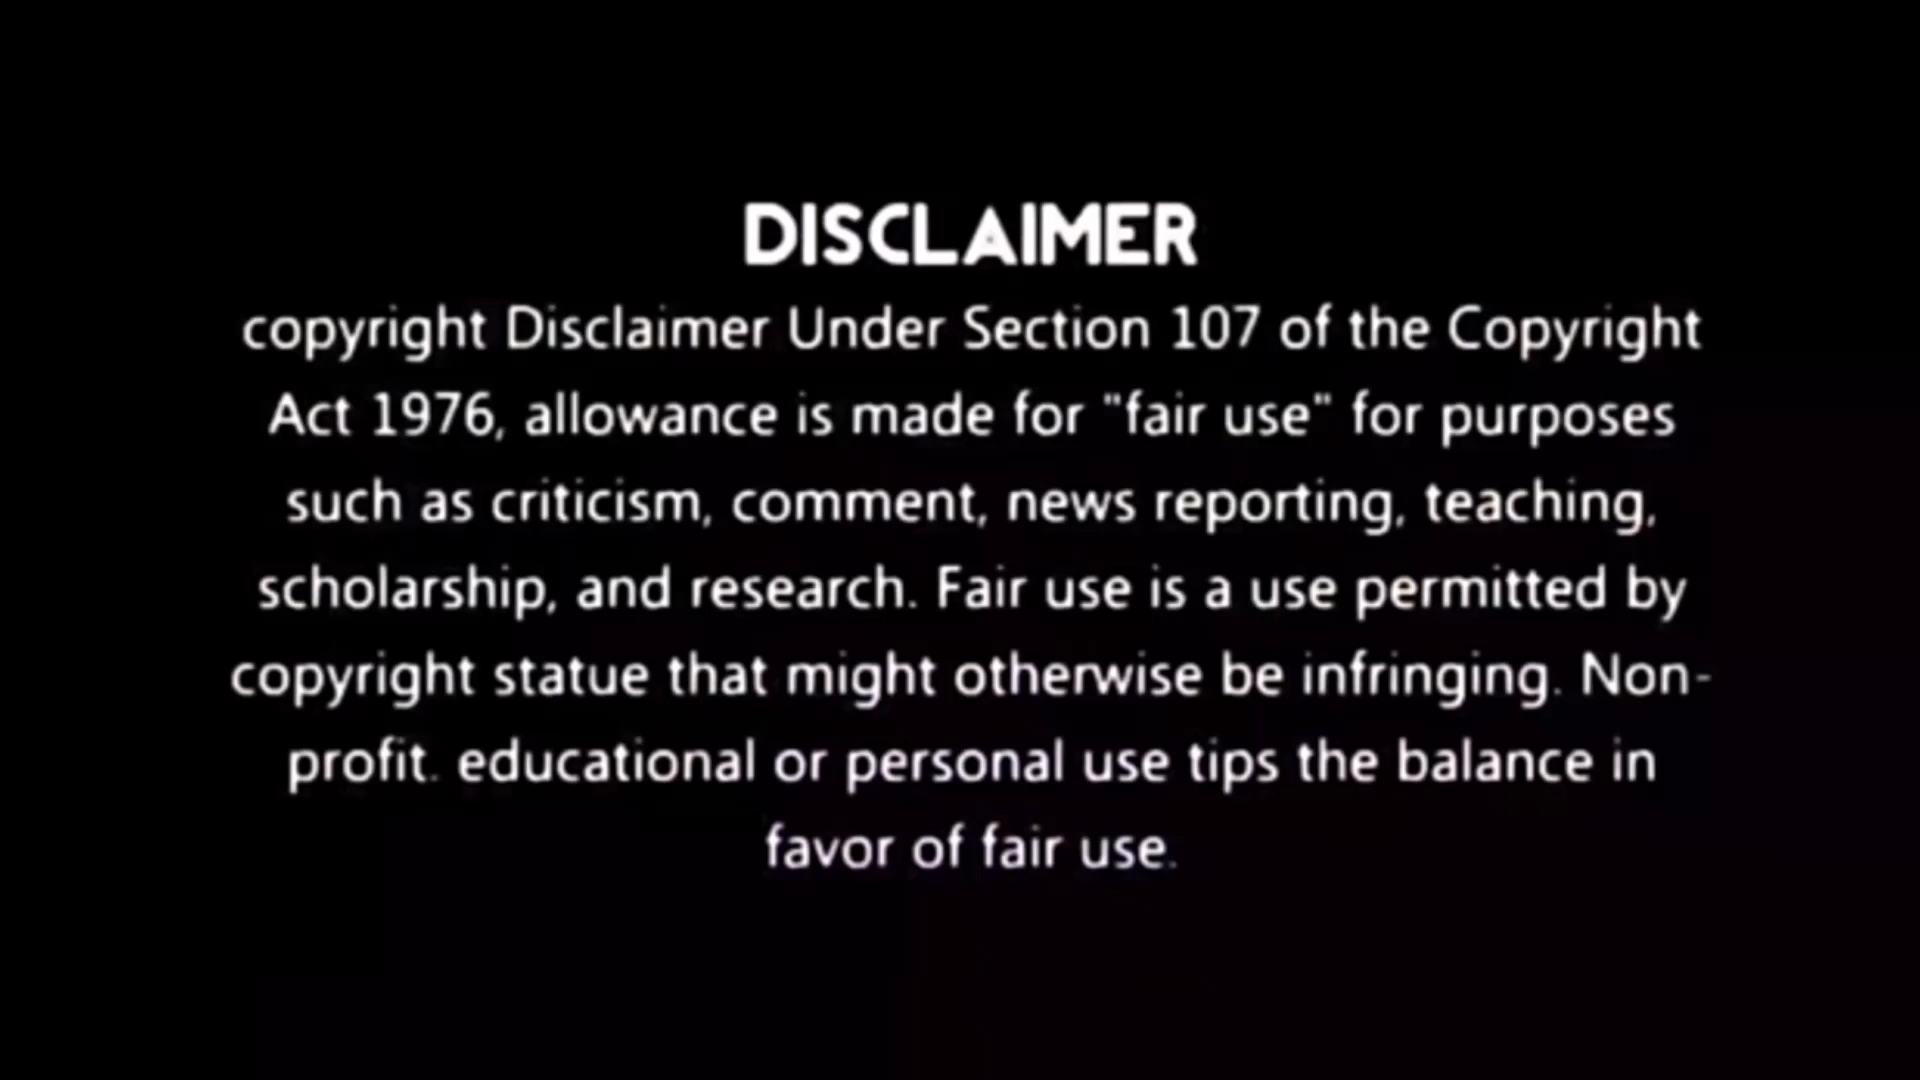 DISCLAIMER
copyright Disclaimer Under Section 107 of the Copyright
Act 1976, allowance is made for "fair use" for purposes
such as criticism, comment, news reporting, teaching,
scholarship, and research. Fair use is a use permitted by
copyright statue that might otherwise be infringing. Non-
profit. educational or personal use tips the balance in
favor of fair use.